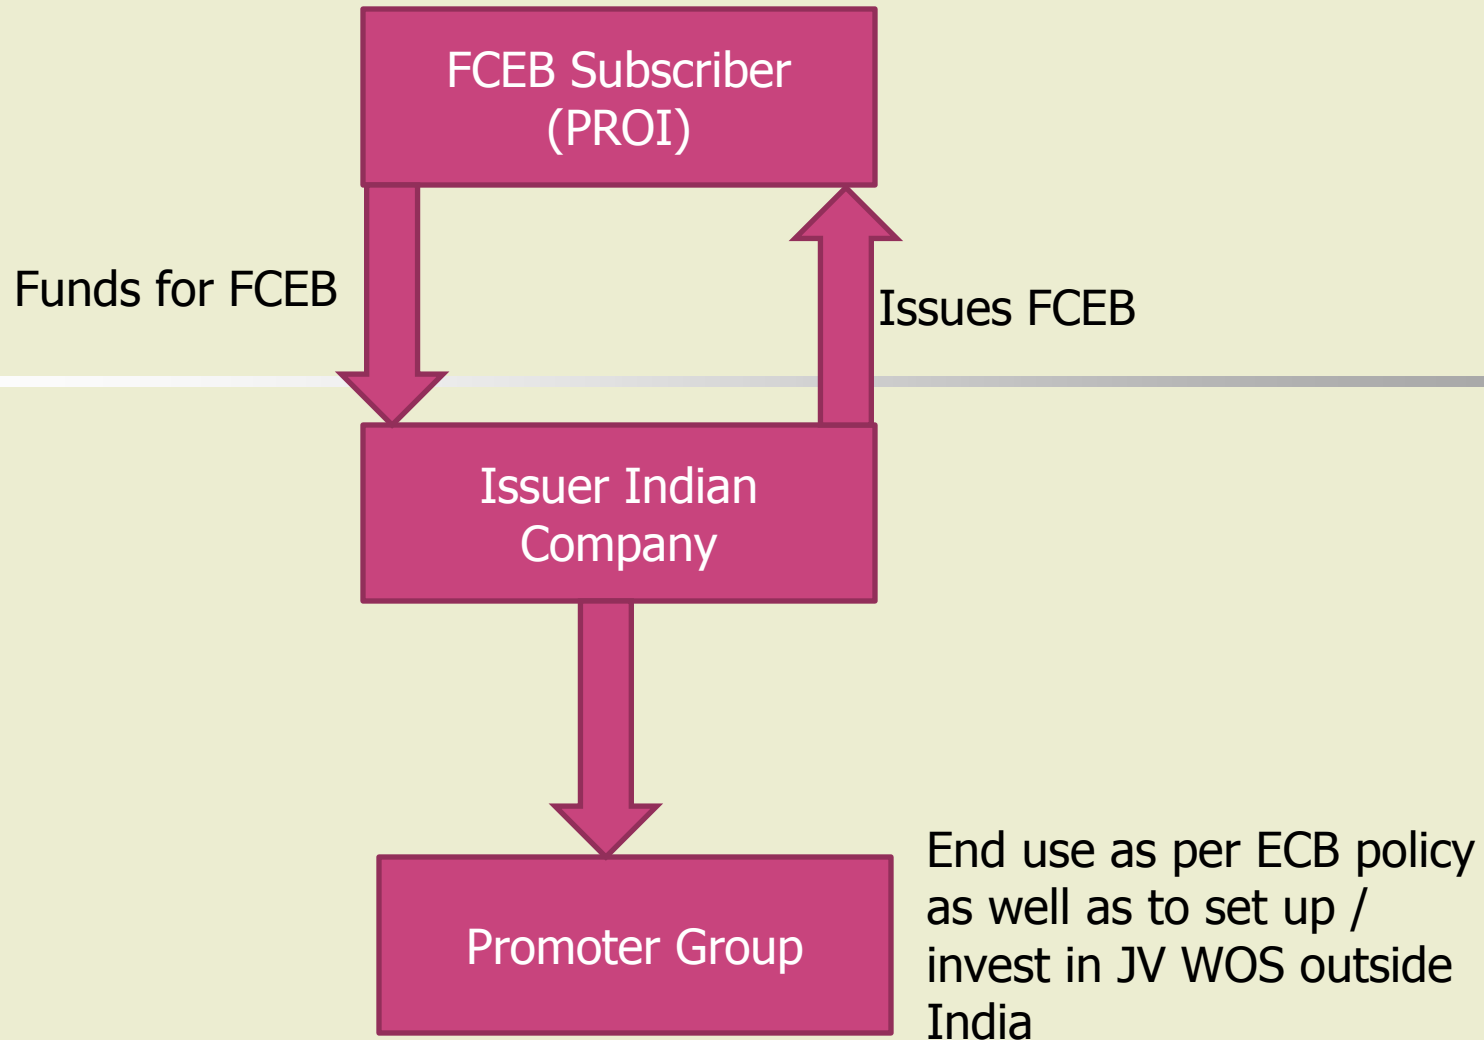 FCEB Subscriber
(PROI)
Funds for FCEB
Issues FCEB
Issuer Indian
Company
Promoter Group
End use as per ECB policy
as well as to set up /
invest in JV WOS outside
India